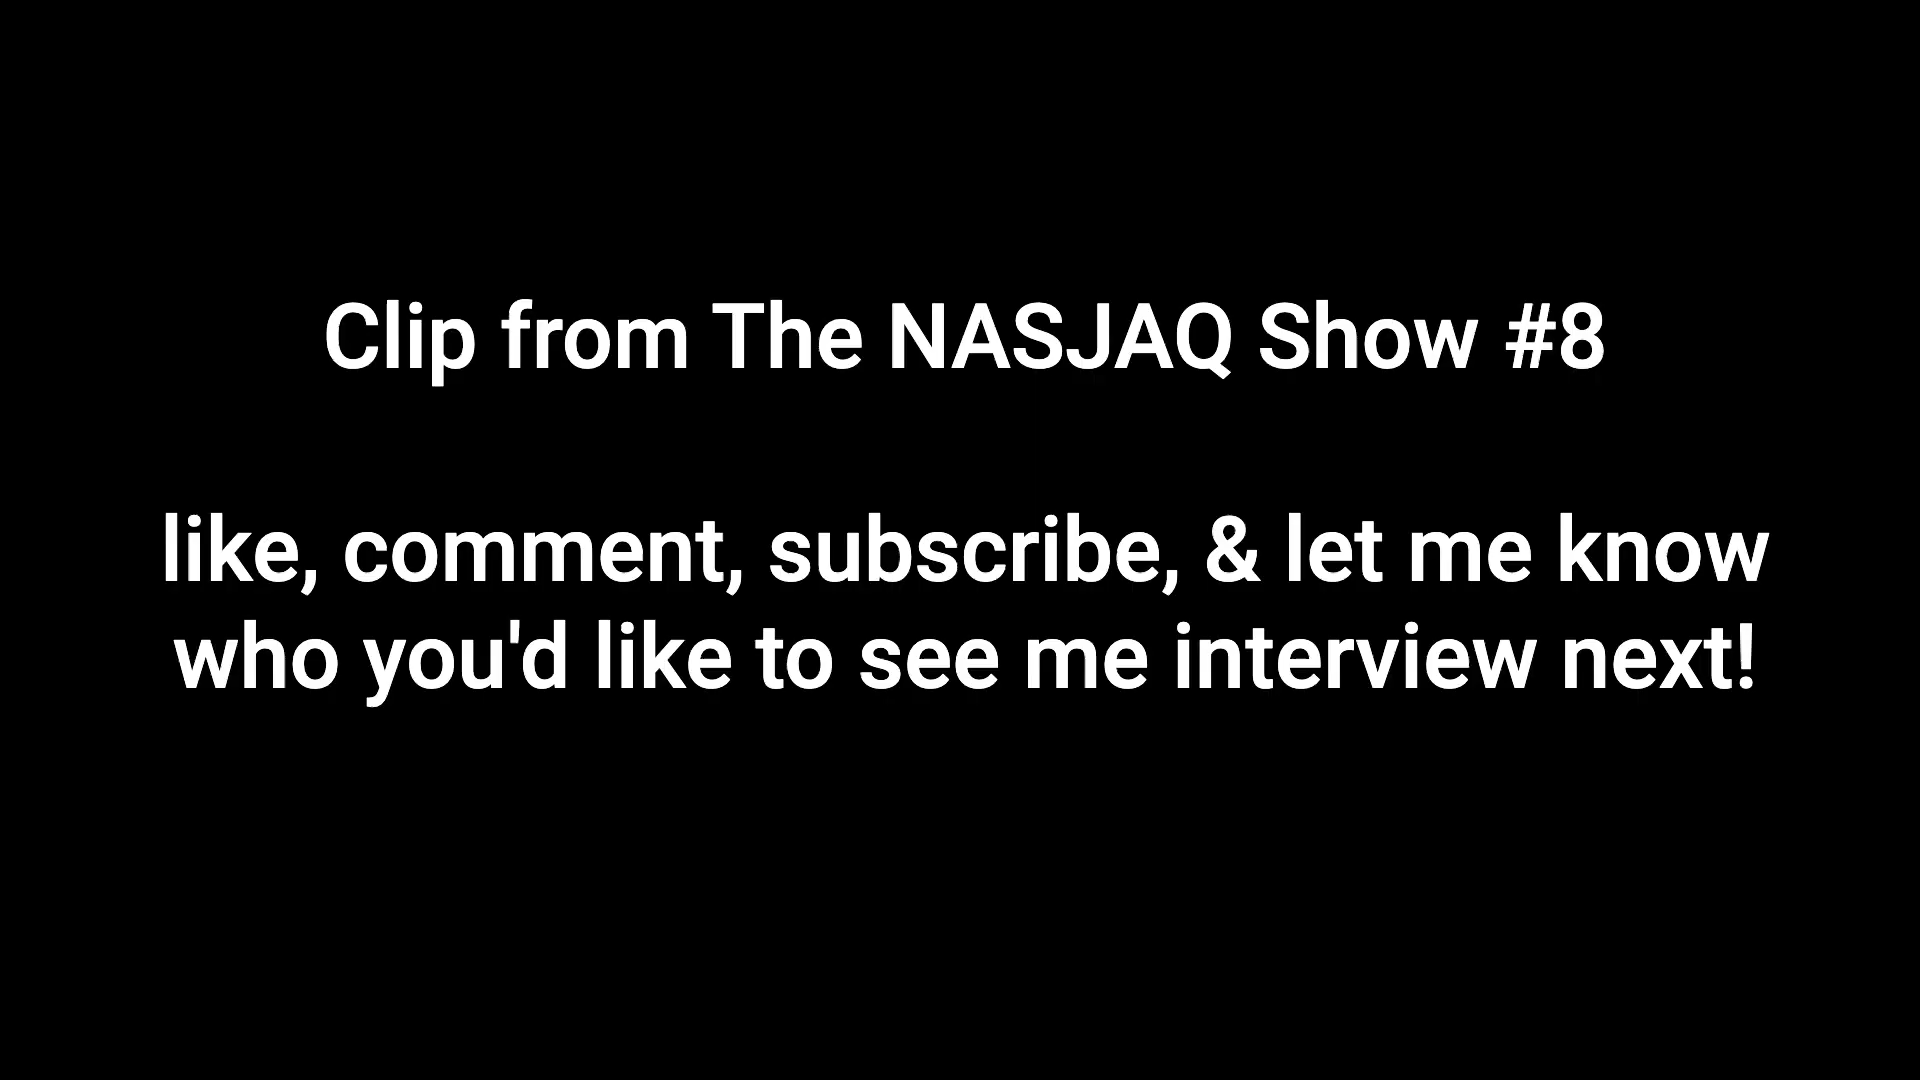 Clip from The NASJAQ Show #8
like, comment, subscribe, & let me know
who you'd like to see me interview next!